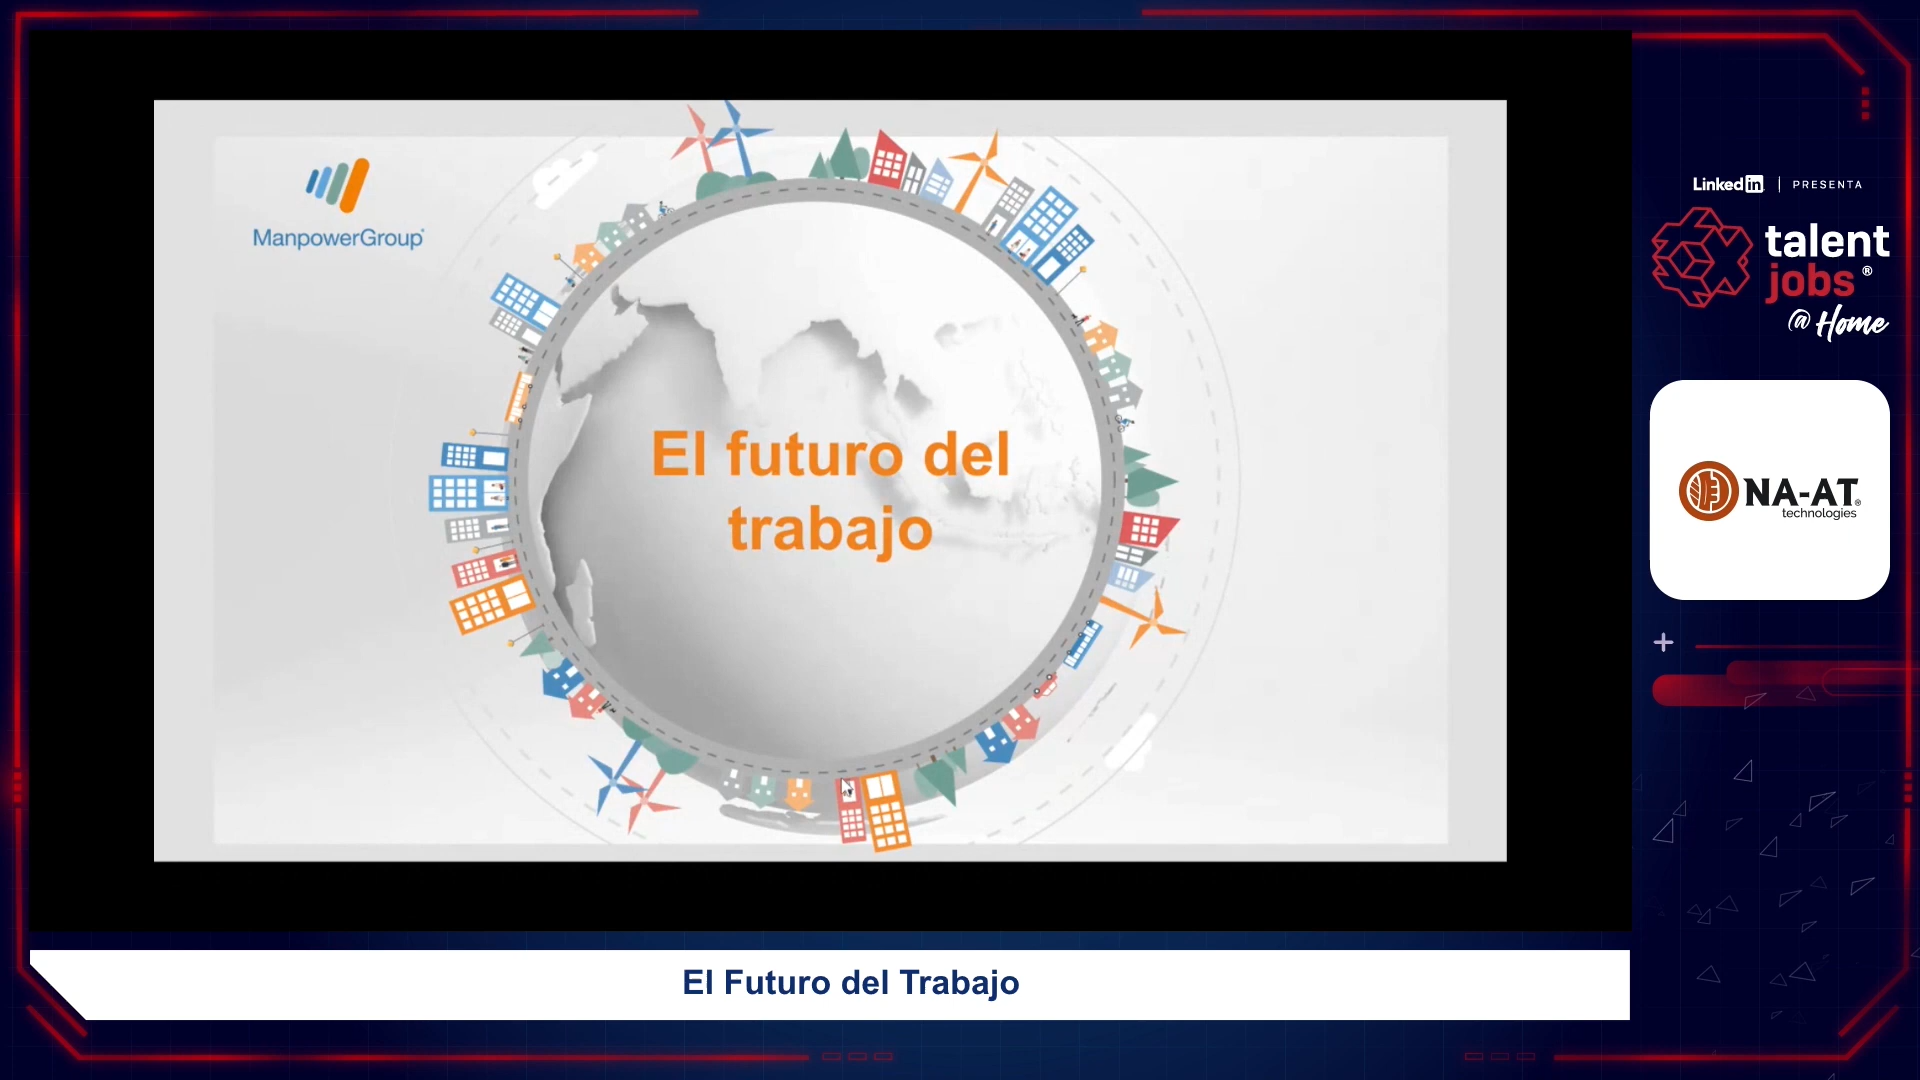 ManpowerGroup
El futuro del
trabajo
Linked in | PRESENTA
talent
jobs ®
@ Home
NA-AT®
technologies
El Futuro del Trabajo